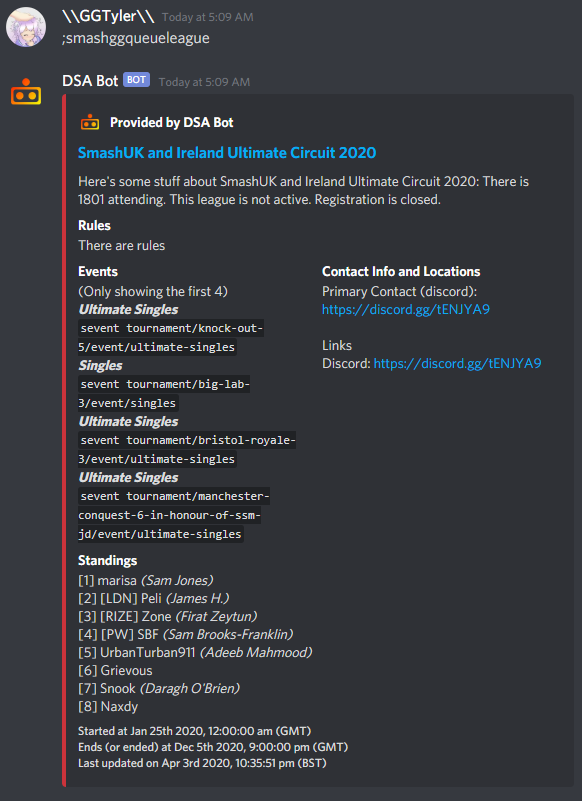 \\GGTyler\\ Today at 5:09 AM
;smashggqueueleague
DSA Bot BOT Today at 5:09 AM
Provided by DSA Bot
SmashUK and Ireland Ultimate Circuit 2020
Here's some stuff about SmashUK and Ireland Ultimate Circuit 2020: There is
1801 attending. This league is not active. Registration is closed.
Rules
There are rules
Events
(Only showing the first 4)
Ultimate Singles
sevent tournament/knock-out-
5/event/ultimate-singles
Singles
sevent tournament/big-lab-
3/event/singles
Ultimate Singles
sevent tournament/bristol-royale-
3/event/ultimate-singles
Ultimate Singles
sevent tournament/manchester-
conquest-6-in-honour-of-ssm-
jd/event/ultimate-singles
Contact Info and Locations
Primary Contact (discord):
https://discord.gg/tENJYA9
Links
Discord: https://discord.gg/tENJYA9
Standings
[1] marisa (Sam Jones)
[2] [LDN] Peli (James H.)
[3] [RIZE] Zone (Firat Zeytun)
[4] [PW] SBF (Sam Brooks-Franklin)
[5] UrbanTurban911 (Adeeb Mahmood)
[6] Grievous
[7] Snook (Daragh O'Brien)
[8] Naxdy
Started at Jan 25th 2020, 12:00:00 am (GMT)
Ends (or ended) at Dec 5th 2020, 9:00:00 pm (GMT)
Last updated on Apr 3rd 2020, 10:35:51 pm (BST)